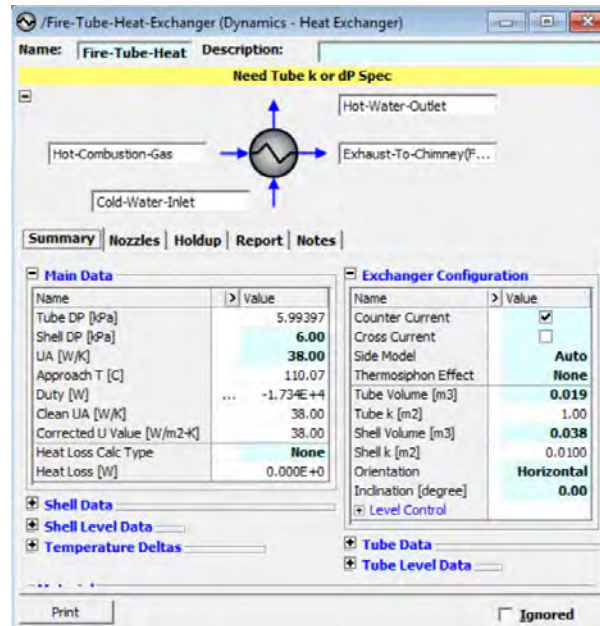 /Fire-Tube-Heat-Exchanger (Dynamics - Heat Exchanger)
Name: Fire-Tube-Heat Description:
Need Tube k or dP Spec
Hot-Water-Outlet
Hot-Combustion-Gas
Exhaust-To-Chimney(F...
Cold-Water-Inlet
Summary Nozzles Holdup Report Notes
Main Data
Name > Value
Tube DP [kPa] 5.99397
Shell DP [kPa] 6.00
UA [W/K] 38.00
Approach T [C] 110.07
Duty [W] ... -1.734E+4
Clean UA [W/K] 38.00
Corrected U Value [W/m2-K] 38.00
Heat Loss Calc Type None
Heat Loss [W] 0.000E+0
Shell Data
Shell Level Data
Temperature Deltas
Exchanger Configuration
Name > Value
Counter Current
Cross Current
Side Model Auto
Thermosiphon Effect None
Tube Volume [m3] 0.019
Tube k [m2] 1.00
Shell Volume [m3] 0.038
Shell k [m2] 0.0100
Orientation Horizontal
Inclination [degree] 0.00
Level Control
Tube Data
Tube Level Data
Print
Ignored